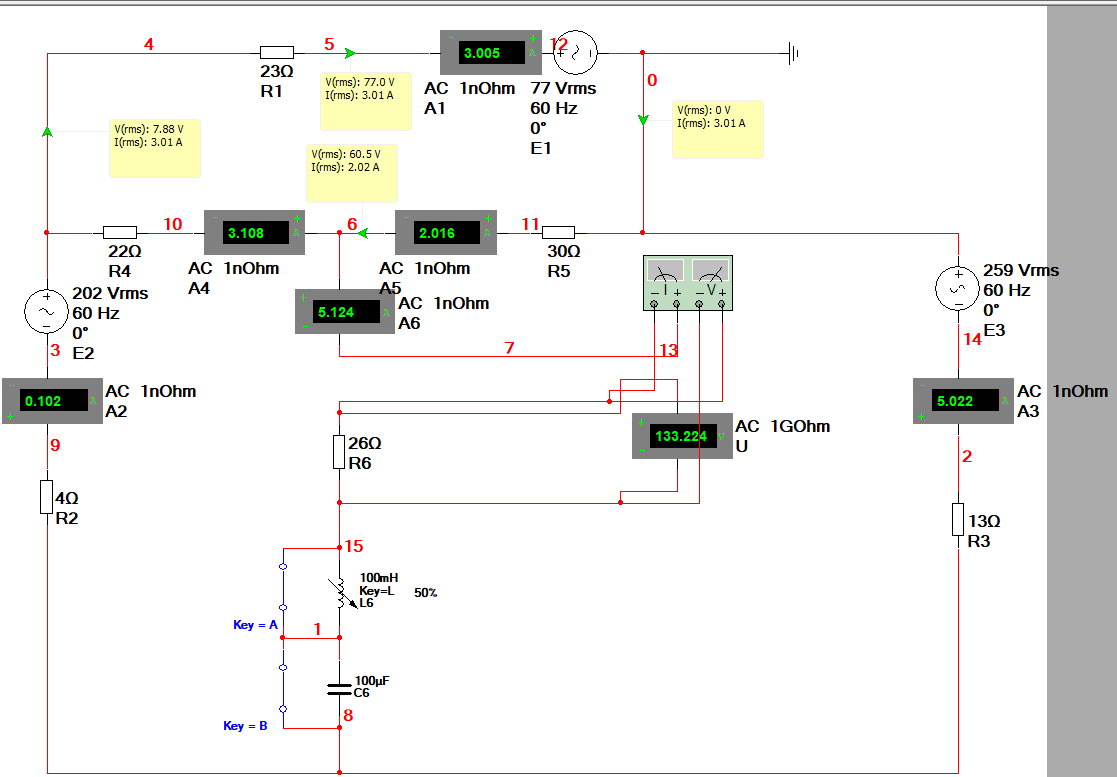 4
5
12
3.005
A
23Ω
R1
AC 1nOhm
A1
77 Vrms
60 Hz
0°
E1
0
V(rms): 77.0 V
I(rms): 3.01 A
V(rms): 0 V
I(rms): 3.01 A
V(rms): 7.88 V
I(rms): 3.01 A
V(rms): 60.5 V
I(rms): 2.02 A
10
6
11
3.108
A
2.016
A
22Ω
R4
AC 1nOhm
A4
AC 1nOhm
A5
30Ω
R5
202 Vrms
60 Hz
0°
E2
3
5.124
A
AC 1nOhm
A6
I
V
259 Vrms
60 Hz
0°
E3
14
7
13
0.102
A
AC 1nOhm
A2
5.022
A
AC 1nOhm
A3
9
26Ω
R6
133.224
V
AC 1GOhm
U
2
4Ω
R2
13Ω
R3
15
100mH
Key=L
L6
50%
Key = A
1
100µF
C6
8
Key = B